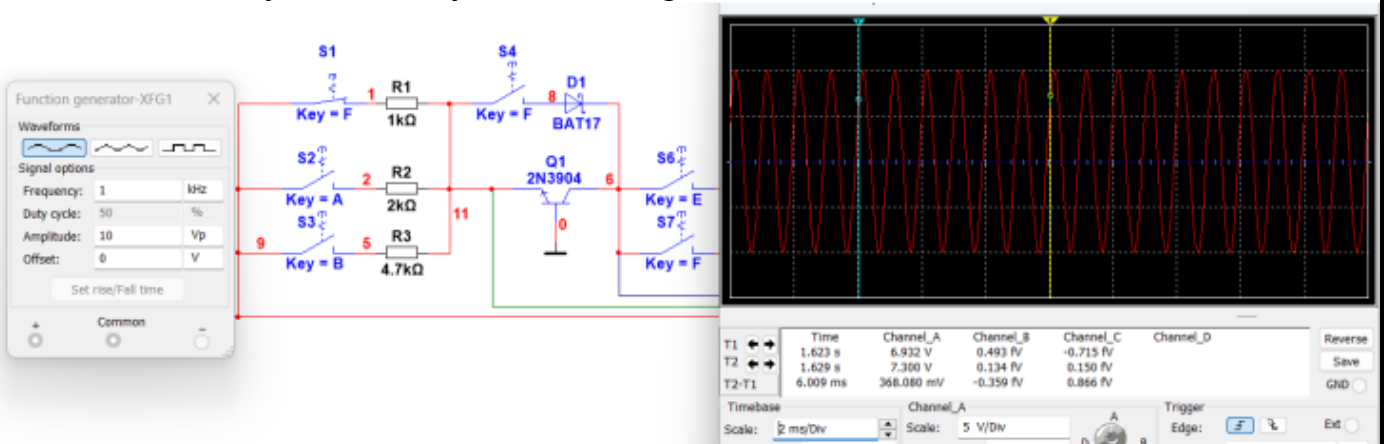 Function generator-XFG1
Waveforms
Signal options
Frequency: 1 kHz
Duty cycle: 50 %
Amplitude: 10 Vp
Offset: 0 V
Set rise/Fall time
+ Common -
S1
Key = F
1
R1
1kΩ
S4
Key = F
8
D1
BAT17
S2
Key = A
2
R2
2kΩ
11
Q1
2N3904
6
0
S6
Key = E
S3
9
Key = B
5
R3
4.7kΩ
S7
Key = F
Time Channel_A Channel_B Channel_C Channel_D
T1 1.623 s 6.932 V 0.493 fV -0.715 fV
T2 1.629 s 7.300 V 0.134 fV 0.150 fV
T2-T1 6.009 ms 368.080 mV -0.359 fV 0.866 fV
Reverse
Save
GND
Timebase
Scale: 2 ms/Div
Channel_A
Scale: 5 V/Div
A
D
B
Trigger
Edge:
Ext